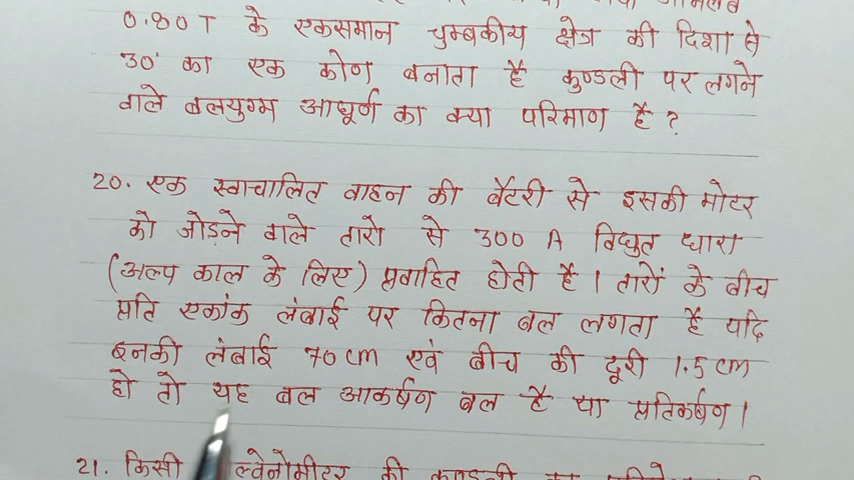 0.80 T के एकसमान चुम्बकीय क्षेत्र की दिशा से
30° का एक कोण बनाता है कुण्डली पर लगने
वाले बलयुग्म आघूर्ण का क्या परिमाण है ?
20. एक स्वाचालित वाहन की बैटरी से इसकी मोटर
को जोड़ने वाले तारो से 300 A विधुत धारा
(अल्प काल के लिए) प्रवाहित होती है । तारों के बीच
प्रति एकांक लंबाई पर कितना बल लगता है यदि
इनकी लंबाई 70 cm एवं बीच की दूरी 1.5 cm
हो तो यह बल आकर्षण बल है या प्रतिकर्षण ।
21. किसी की